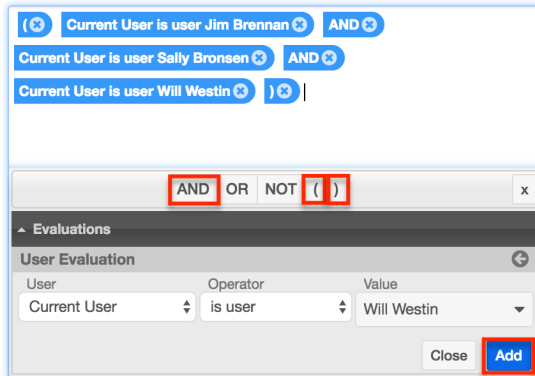 ( Current User is user Jim Brennan AND
Current User is user Sally Bronsen AND
Current User is user Will Westin )
AND OR NOT ( ) x
Evaluations
User Evaluation
User Operator Value
Current User is user Will Westin
Close Add